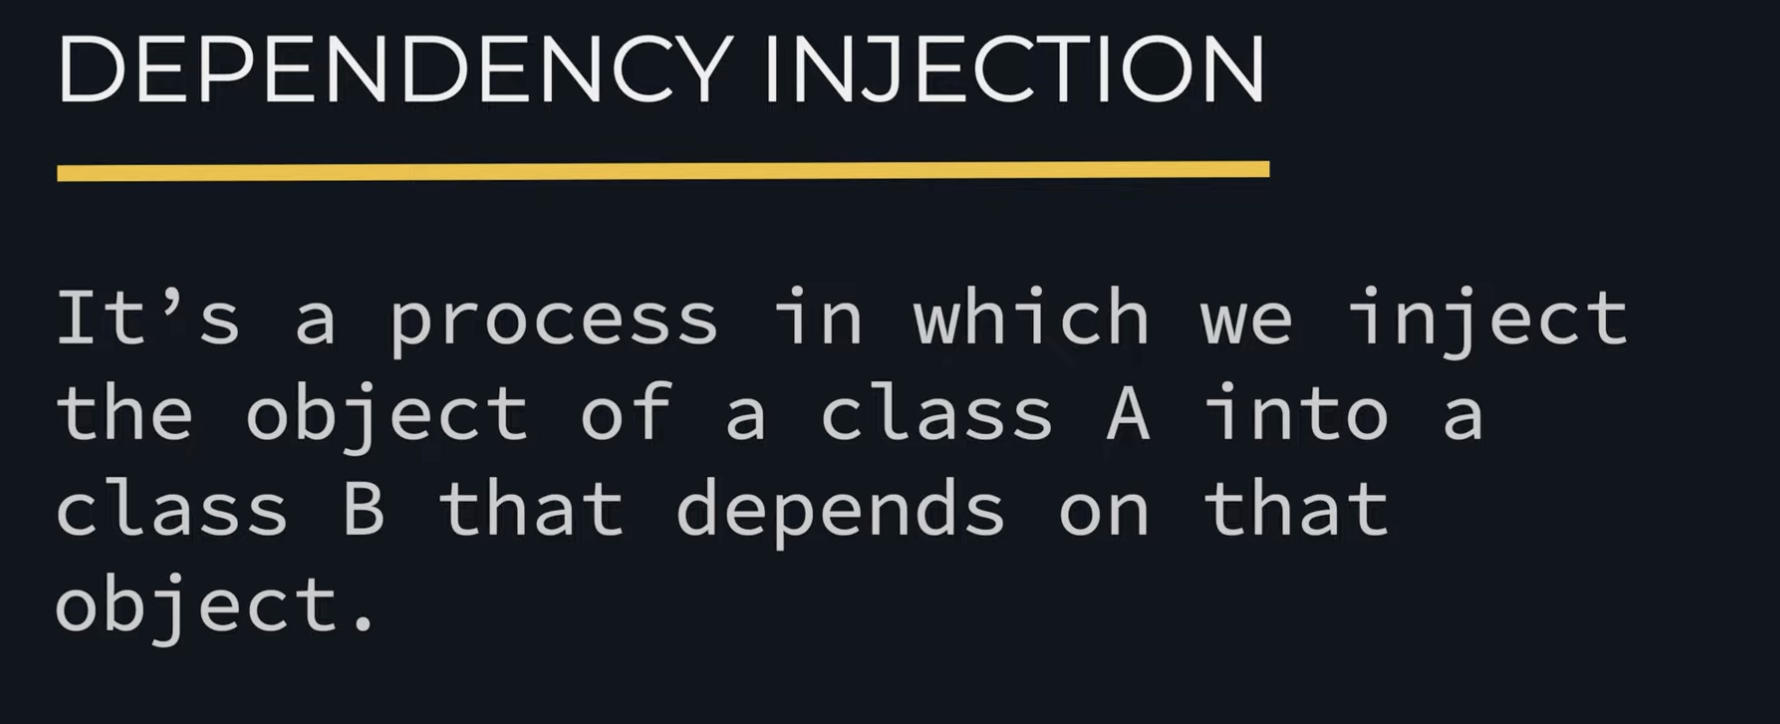 DEPENDENCY INJECTION
It’s a process in which we inject
the object of a class A into a
class B that depends on that
object.